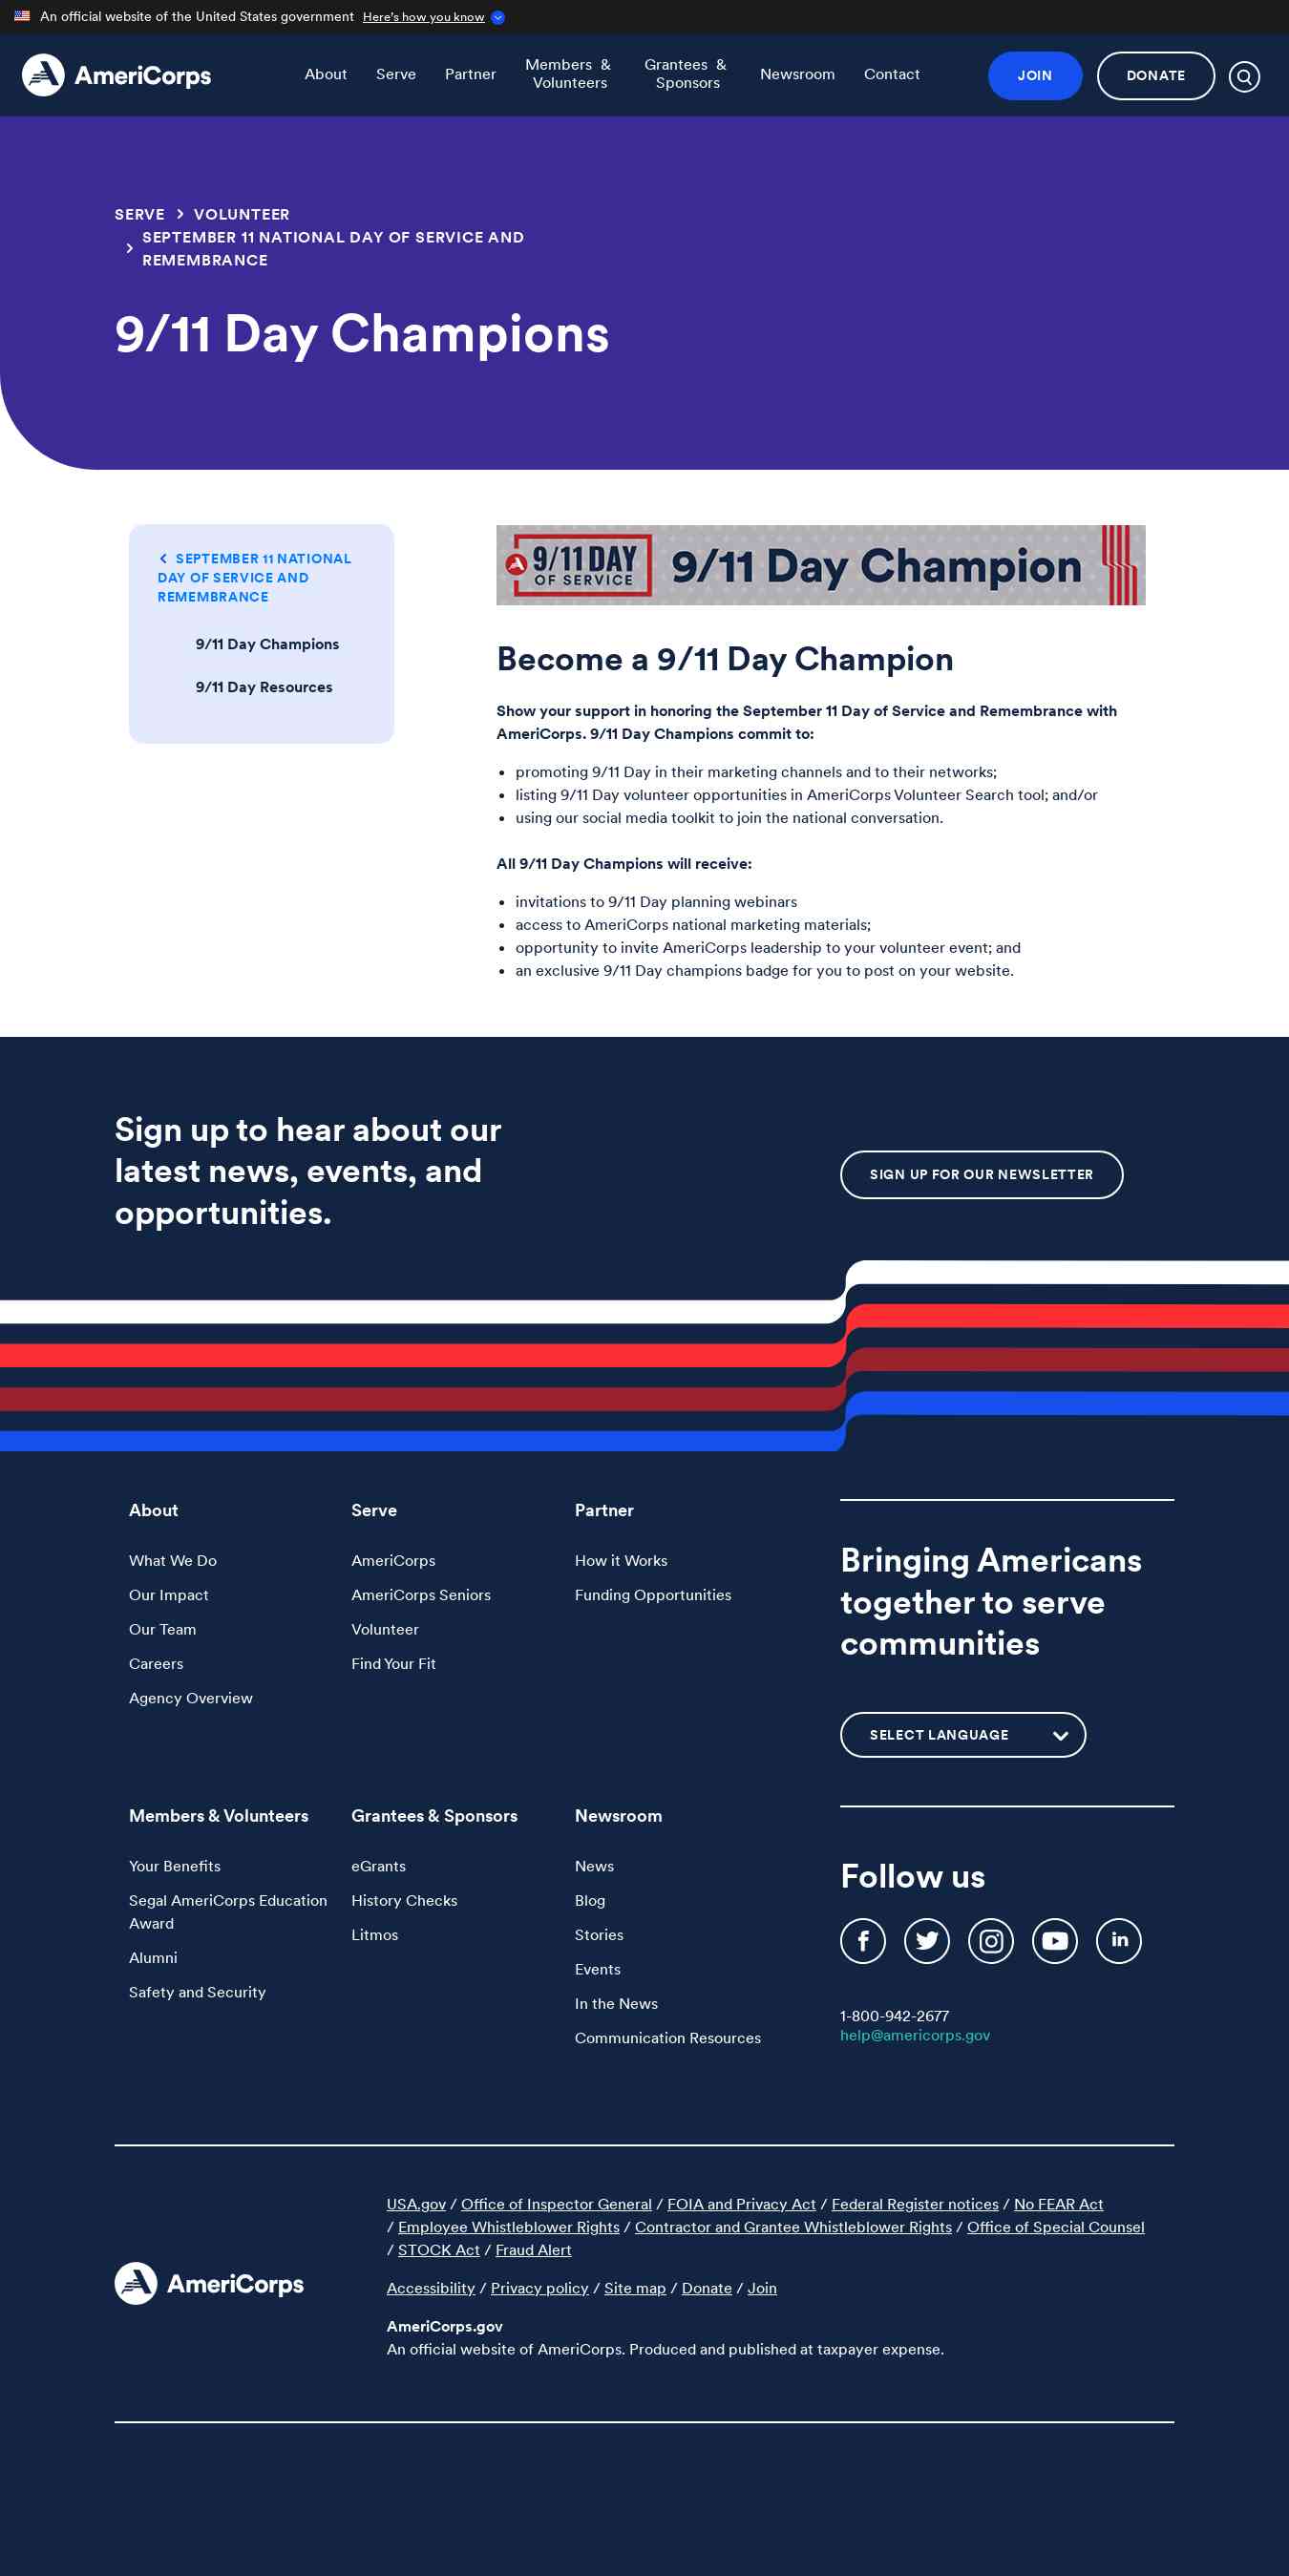 An official website of the United States government Here's how you know
AmeriCorps
About Serve Partner Members & Volunteers Grantees & Sponsors Newsroom Contact
JOIN
DONATE
SERVE VOLUNTEER
SEPTEMBER 11 NATIONAL DAY OF SERVICE AND
REMEMBRANCE
9/11 Day Champions
SEPTEMBER 11 NATIONAL
DAY OF SERVICE AND
REMEMBRANCE
9/11 Day Champions
9/11 Day Resources
9/11 DAY
OF SERVICE
9/11 Day Champion
Become a 9/11 Day Champion
Show your support in honoring the September 11 Day of Service and Remembrance with
AmeriCorps. 9/11 Day Champions commit to:
• promoting 9/11 Day in their marketing channels and to their networks;
• listing 9/11 Day volunteer opportunities in AmeriCorps Volunteer Search tool; and/or
• using our social media toolkit to join the national conversation.
All 9/11 Day Champions will receive:
• invitations to 9/11 Day planning webinars
• access to AmeriCorps national marketing materials;
• opportunity to invite AmeriCorps leadership to your volunteer event; and
• an exclusive 9/11 Day champions badge for you to post on your website.
Sign up to hear about our
latest news, events, and
opportunities.
SIGN UP FOR OUR NEWSLETTER
About
What We Do
Our Impact
Our Team
Careers
Agency Overview
Serve
AmeriCorps
AmeriCorps Seniors
Volunteer
Find Your Fit
Partner
How it Works
Funding Opportunities
Bringing Americans
together to serve
communities
SELECT LANGUAGE
Members & Volunteers
Your Benefits
Segal AmeriCorps Education
Award
Alumni
Safety and Security
Grantees & Sponsors
eGrants
History Checks
Litmos
Newsroom
News
Blog
Stories
Events
In the News
Communication Resources
Follow us
1-800-942-2677
help@americorps.gov
AmeriCorps
USA.gov / Office of Inspector General / FOIA and Privacy Act / Federal Register notices / No FEAR Act
/ Employee Whistleblower Rights / Contractor and Grantee Whistleblower Rights / Office of Special Counsel
/ STOCK Act / Fraud Alert
Accessibility / Privacy policy / Site map / Donate / Join
AmeriCorps.gov
An official website of AmeriCorps. Produced and published at taxpayer expense.